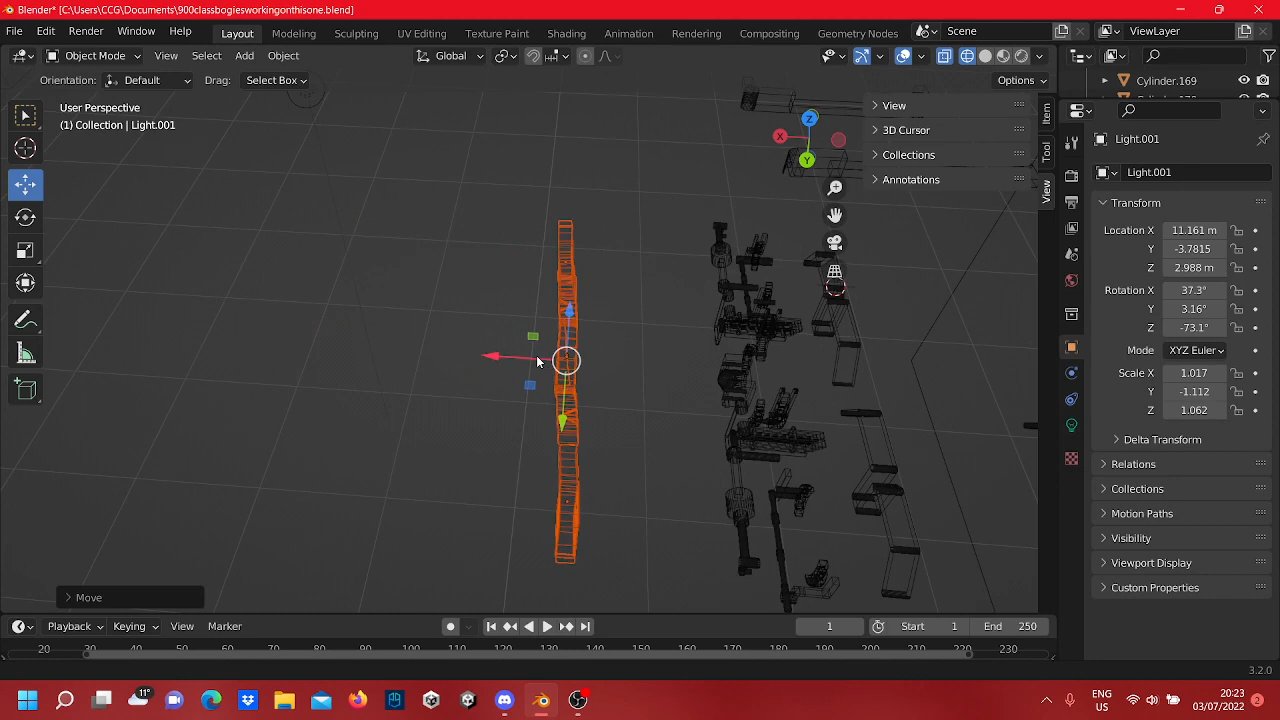 Blender* [C:\Users\CCG\Documents\900classbogiesworkingonthisone.blend]
File Edit Render Window Help Layout Modeling Sculpting UV Editing Texture Paint Shading Animation Rendering Compositing Geometry Nodes Scene ViewLayer
Object Mode View Select Add Object Global
Orientation: Default Drag: Select Box Options
User Perspective
(1) Collection | Light.001
View
3D Cursor
Collections
Annotations
Item
Tool
View
X
Y
Z
Move
Cylinder.169
Light.001
Light.001
Transform
Location X 11.161 m
Y -3.7815
Z 2.988 m
Rotation X 37.3°
Y 3.16°
Z -73.1°
Mode XYZ Euler
Scale X 1.017
Y -1.112
Z 1.062
Delta Transform
Relations
Collections
Motion Paths
Visibility
Viewport Display
Custom Properties
Playback Keying View Marker 1 Start 1 End 250
20 30 40 50 60 70 80 90 100 110 120 130 140 150 160 170 180 190 200 210 220 230
3.2.0
11° ENG US 20:23 03/07/2022 2